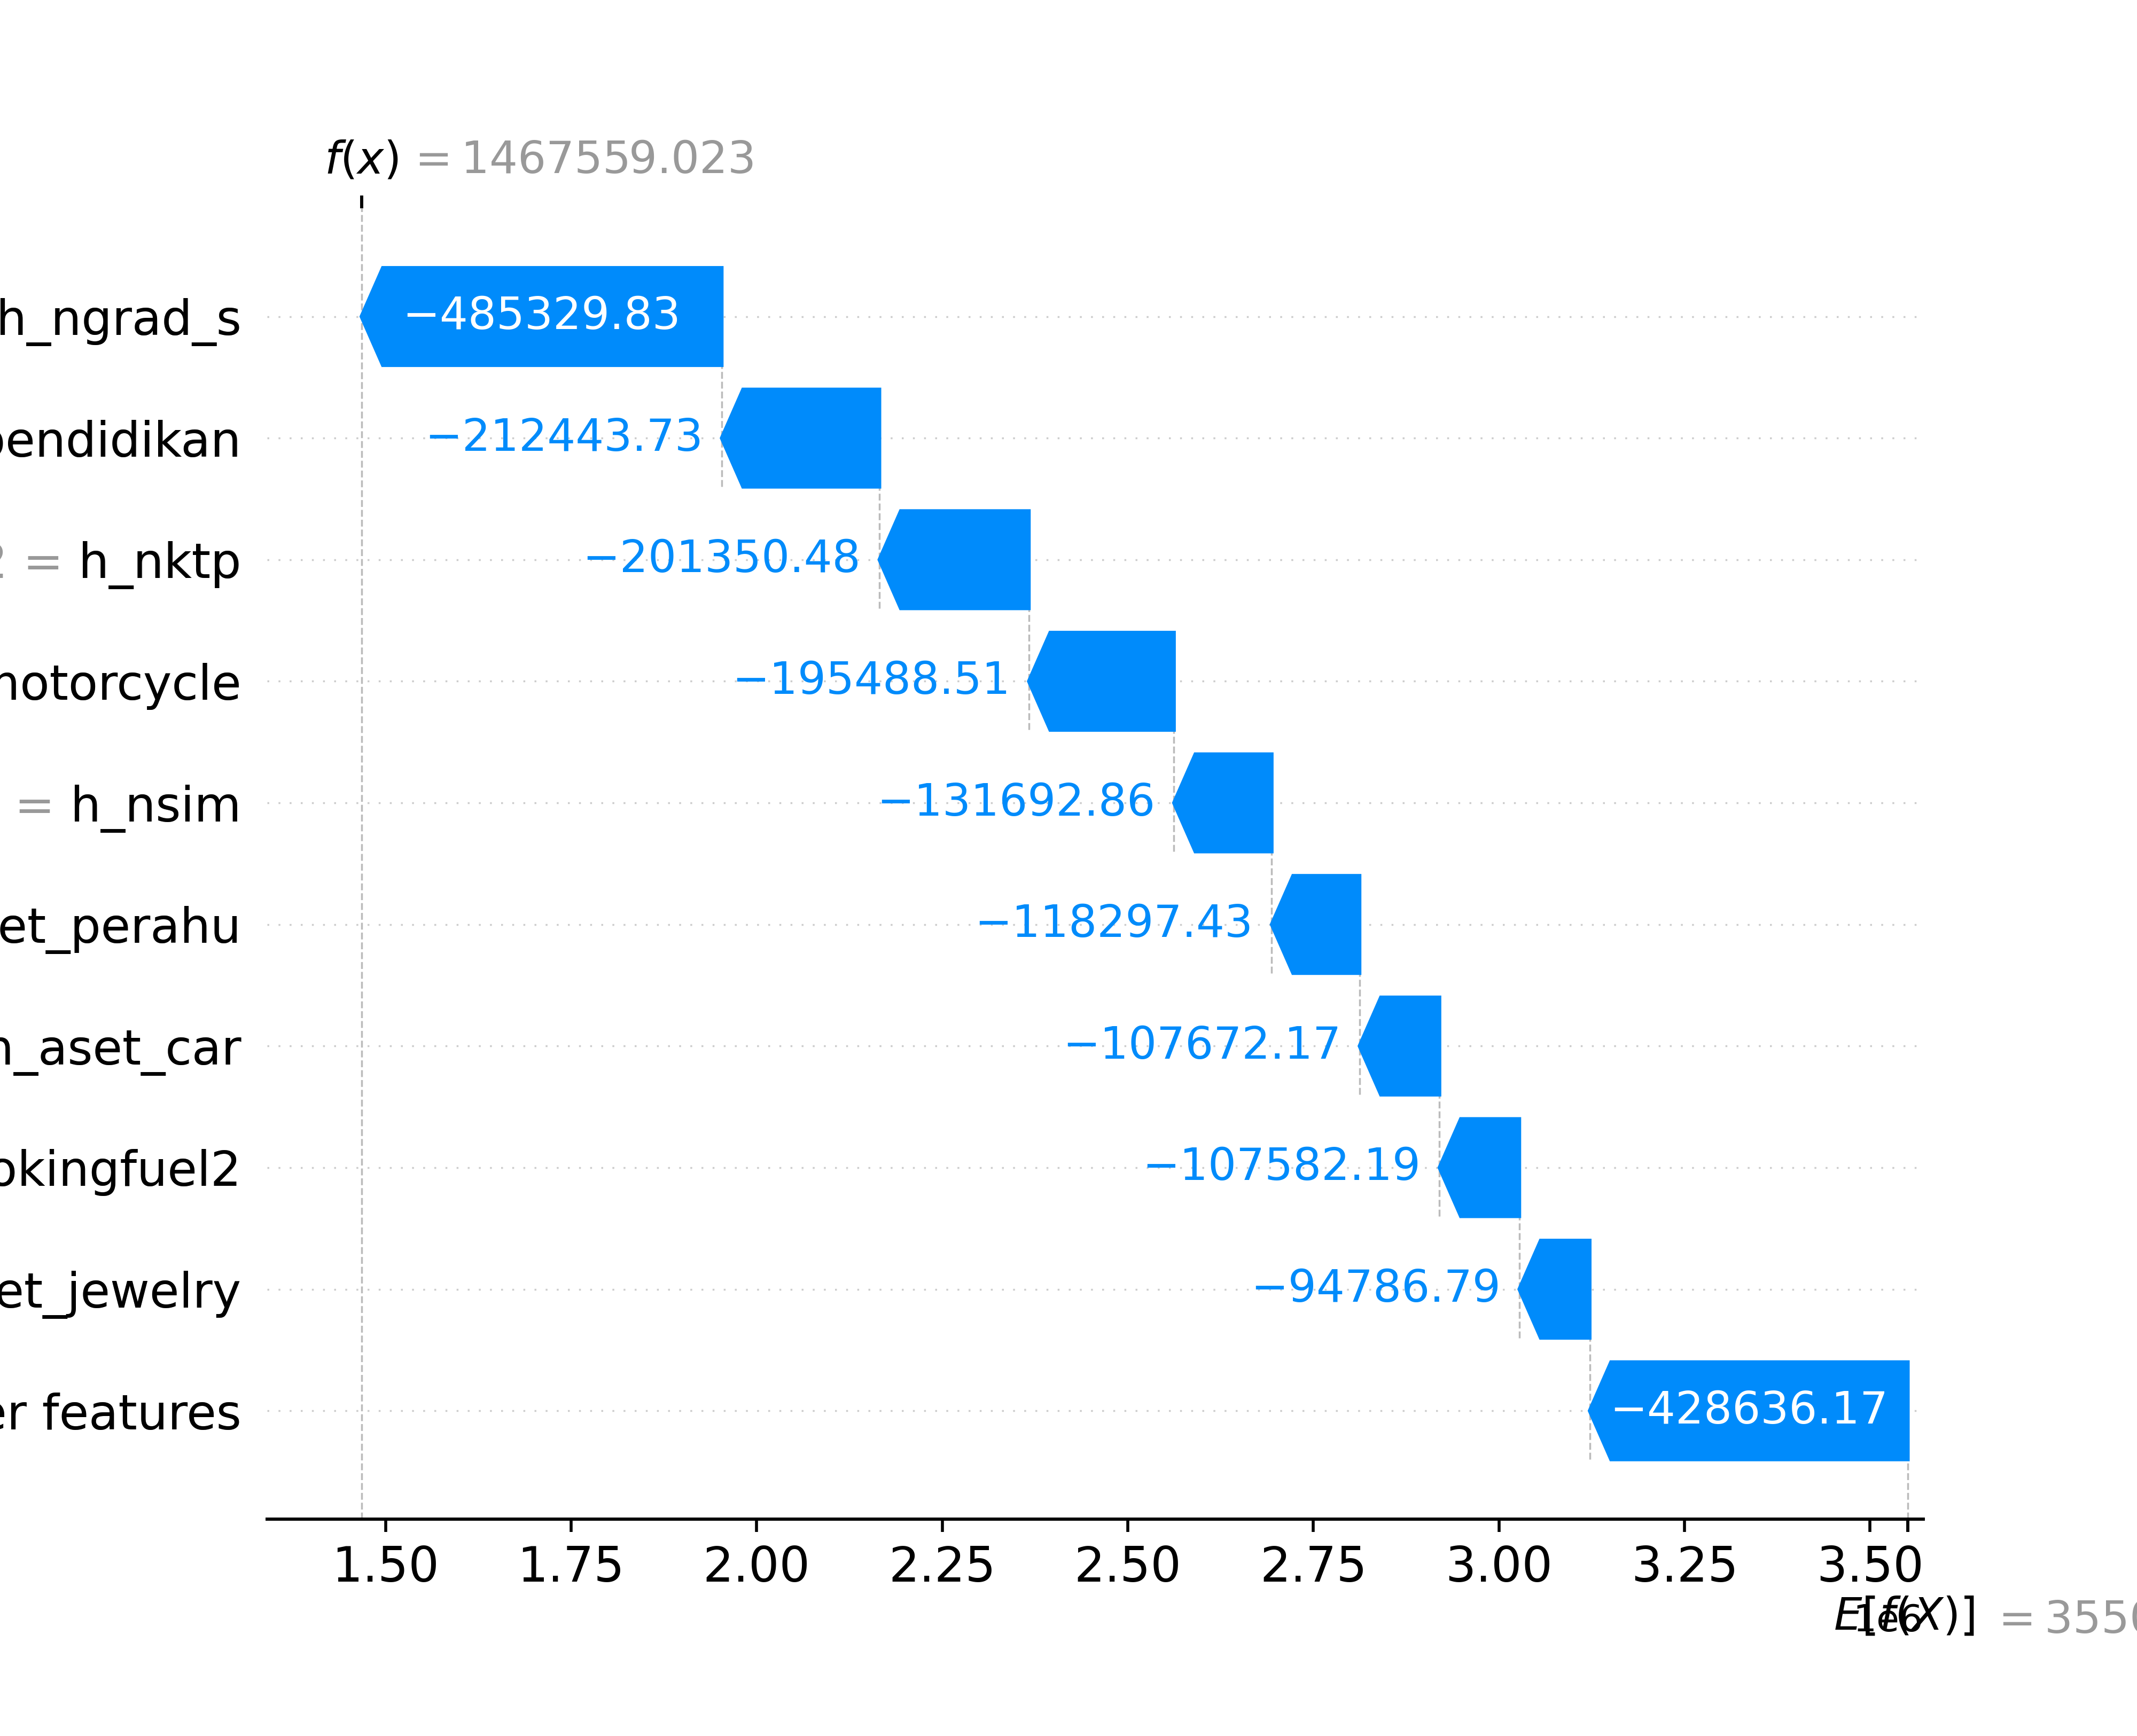 f(x) = 1467559.023
h_ngrad_s
−485329.83
pendidikan
−212443.73
2 = h_nktp
−201350.48
motorcycle
−195488.51
= h_nsim
−131692.86
et_perahu
−118297.43
h_aset_car
−107672.17
okingfuel2
−107582.19
et_jewelry
−94786.79
er features
−428636.17
1.50 1.75 2.00 2.25 2.50 2.75 3.00 3.25 3.50
1e6
E[f(X)] = 3550